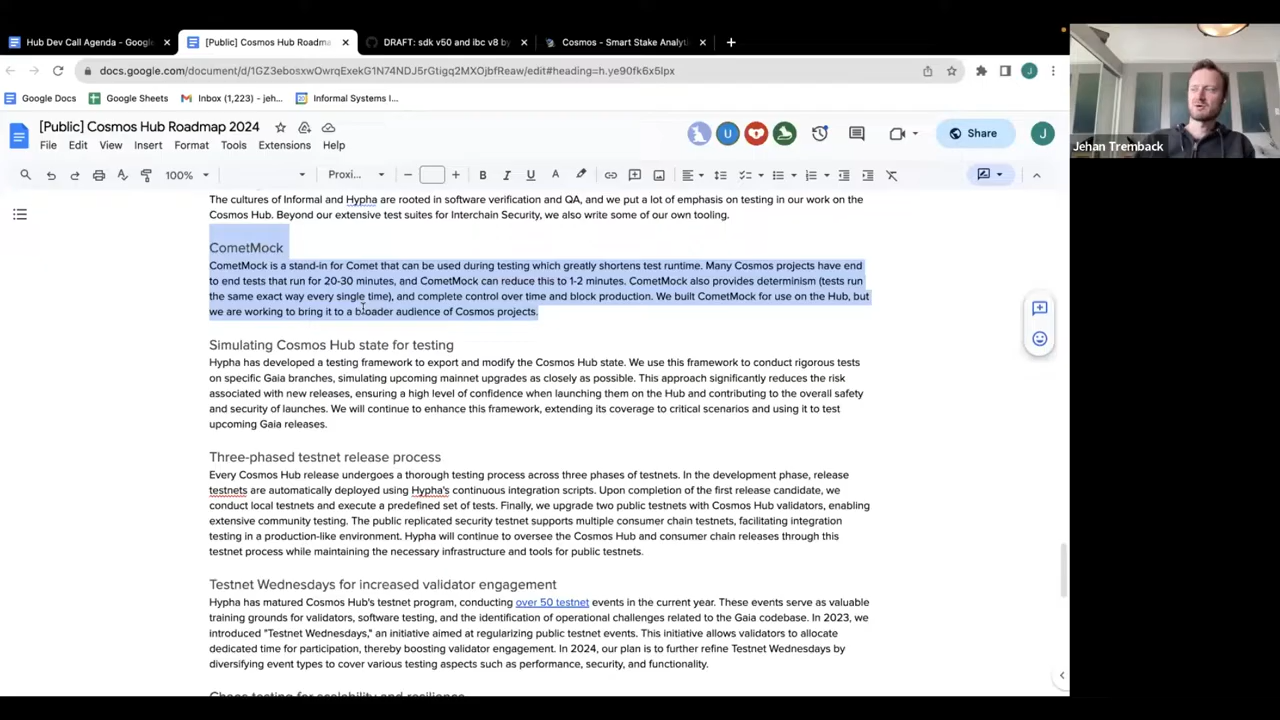 Hub Dev Call Agenda - Google
[Public] Cosmos Hub Roadma
DRAFT: sdk v50 and ibc v8 by
Cosmos - Smart Stake Analyti
docs.google.com/document/d/1GZ3ebosxwOwrqExekG1N74NDJ5rGtigq2MXOjbfReaw/edit#heading=h.ye90fk6x5lpx
J
Google Docs
Google Sheets
Inbox (1,223) - jeh...
Informal Systems I...
[Public] Cosmos Hub Roadmap 2024
File Edit View Insert Format Tools Extensions Help
U
Share
J
100%
Proxi...
B I U A
The cultures of Informal and Hypha are rooted in software verification and QA, and we put a lot of emphasis on testing in our work on the
Cosmos Hub. Beyond our extensive test suites for Interchain Security, we also write some of our own tooling.
CometMock
CometMock is a stand-in for Comet that can be used during testing which greatly shortens test runtime. Many Cosmos projects have end
to end tests that run for 20-30 minutes, and CometMock can reduce this to 1-2 minutes. CometMock also provides determinism (tests run
the same exact way every single time), and complete control over time and block production. We built CometMock for use on the Hub, but
we are working to bring it to a broader audience of Cosmos projects.
Simulating Cosmos Hub state for testing
Hypha has developed a testing framework to export and modify the Cosmos Hub state. We use this framework to conduct rigorous tests
on specific Gaia branches, simulating upcoming mainnet upgrades as closely as possible. This approach significantly reduces the risk
associated with new releases, ensuring a high level of confidence when launching them on the Hub and contributing to the overall safety
and security of launches. We will continue to enhance this framework, extending its coverage to critical scenarios and using it to test
upcoming Gaia releases.
Three-phased testnet release process
Every Cosmos Hub release undergoes a thorough testing process across three phases of testnets. In the development phase, release
testnets are automatically deployed using Hypha's continuous integration scripts. Upon completion of the first release candidate, we
conduct local testnets and execute a predefined set of tests. Finally, we upgrade two public testnets with Cosmos Hub validators, enabling
extensive community testing. The public replicated security testnet supports multiple consumer chain testnets, facilitating integration
testing in a production-like environment. Hypha will continue to oversee the Cosmos Hub and consumer chain releases through this
testnet process while maintaining the necessary infrastructure and tools for public testnets.
Testnet Wednesdays for increased validator engagement
Hypha has matured Cosmos Hub's testnet program, conducting over 50 testnet events in the current year. These events serve as valuable
training grounds for validators, software testing, and the identification of operational challenges related to the Gaia codebase. In 2023, we
introduced "Testnet Wednesdays," an initiative aimed at regularizing public testnet events. This initiative allows validators to allocate
dedicated time for participation, thereby boosting validator engagement. In 2024, our plan is to further refine Testnet Wednesdays by
diversifying event types to cover various testing aspects such as performance, security, and functionality.
Chaos testing for scalability and resilience
Jehan Tremback